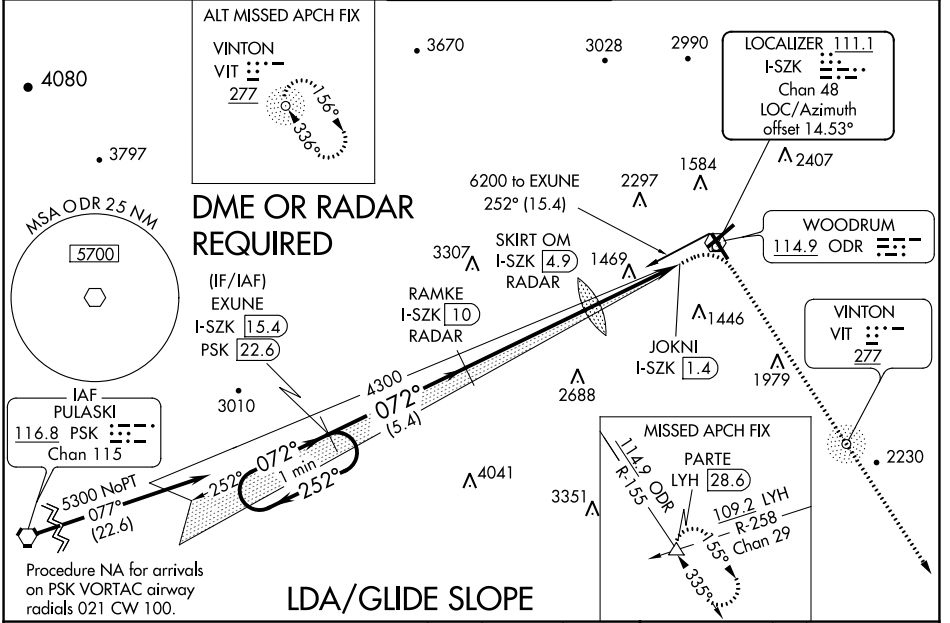 ALT MISSED APCH FIX
VINTON
VIT
277
156°
336°
4080
3797
3670
3028
2990
LOCALIZER 111.1
I-SZK
Chan 48
LOC/Azimuth
offset 14.53°
2407
1584
2297
6200 to EXUNE
252° (15.4)
MSA ODR 25 NM
5700
DME OR RADAR
REQUIRED
WOODRUM
114.9 ODR
SKIRT OM
I-SZK 4.9
RADAR
1469
3307
(IF/IAF)
EXUNE
I-SZK 15.4
PSK 22.6
RAMKE
I-SZK 10
RADAR
1446
VINTON
VIT
277
JOKNI
I-SZK 1.4
1979
4300
072°
(5.4)
2688
3010
IAF
PULASKI
116.8 PSK
Chan 115
072°
1 min
252°
252°
5300 NoPT
077°
(22.6)
4041
3351
2230
MISSED APCH FIX
114.9 ODR
R-155
PARTE
LYH 28.6
109.2 LYH
R-258
Chan 29
155°
335°
Procedure NA for arrivals
on PSK VORTAC airway
radials 021 CW 100.
LDA/GLIDE SLOPE